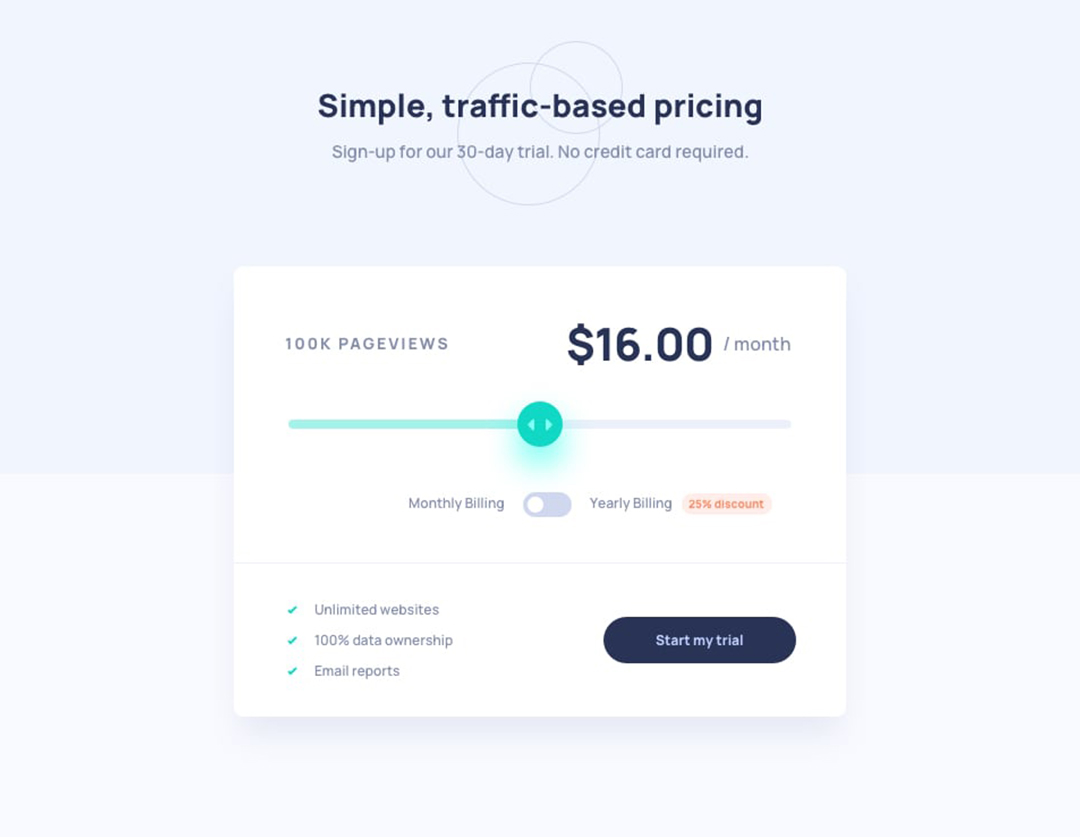 Simple, traffic-based pricing
Sign-up for our 30-day trial. No credit card required.
100K PAGEVIEWS
$16.00 / month
Monthly Billing
Yearly Billing 25% discount
Unlimited websites
100% data ownership
Email reports
Start my trial